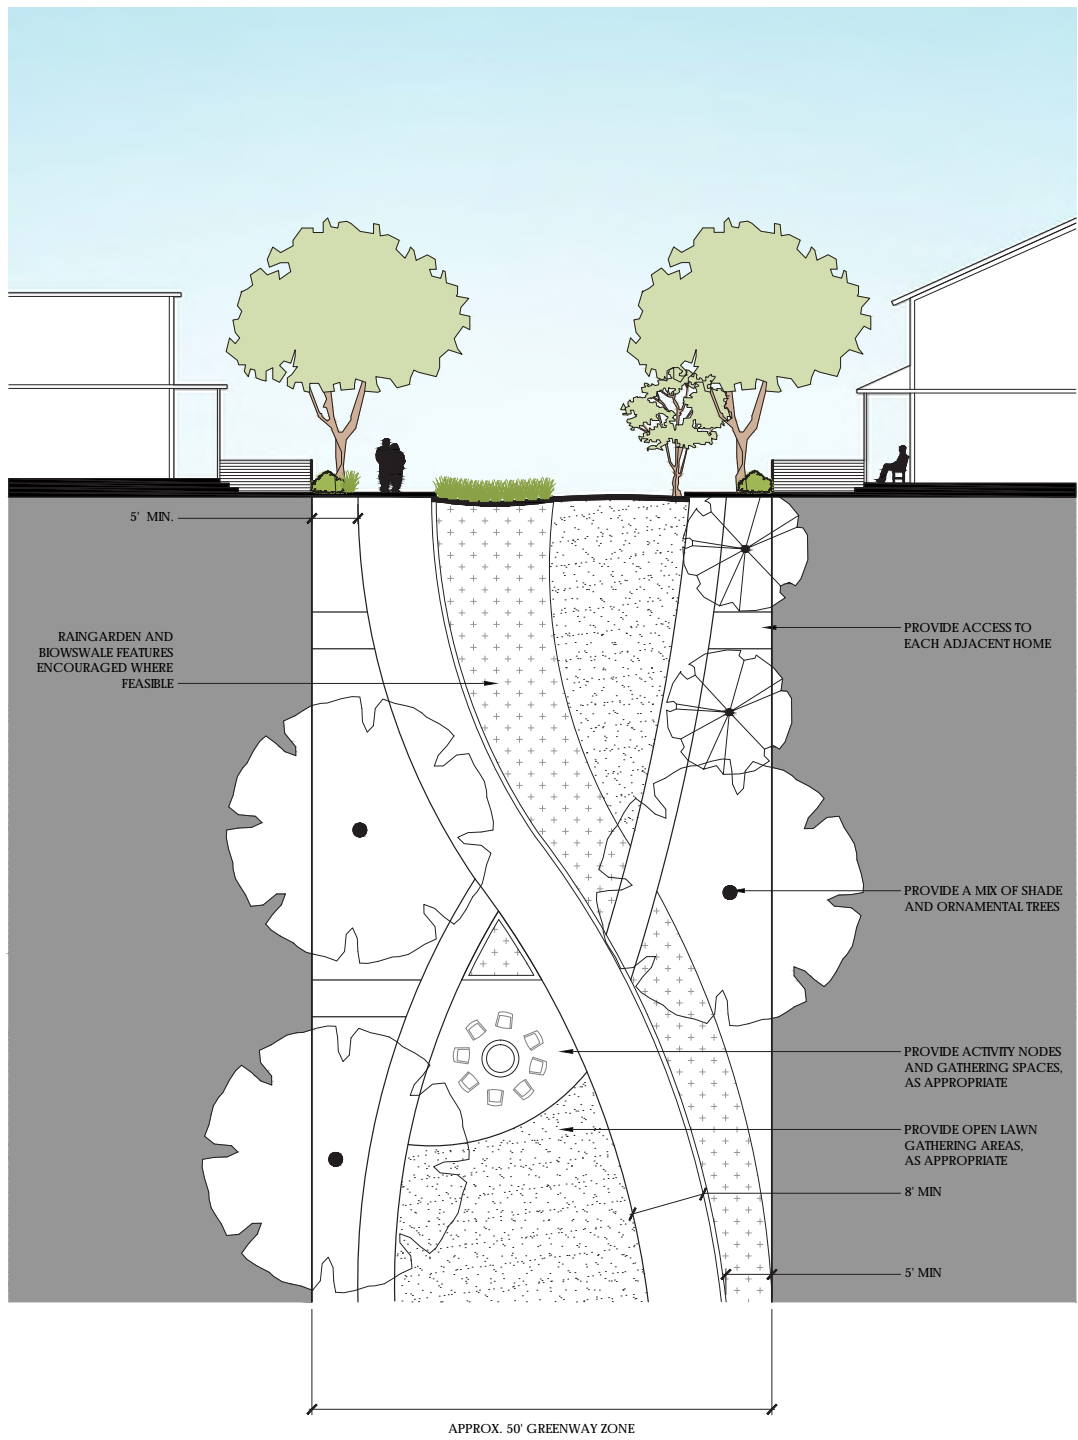 5' MIN.
RAINGARDEN AND
BIOWSWALE FEATURES
ENCOURAGED WHERE
FEASIBLE
PROVIDE ACCESS TO
EACH ADJACENT HOME
PROVIDE A MIX OF SHADE
AND ORNAMENTAL TREES
PROVIDE ACTIVITY NODES
AND GATHERING SPACES,
AS APPROPRIATE
PROVIDE OPEN LAWN
GATHERING AREAS,
AS APPROPRIATE
8' MIN
5' MIN
APPROX. 50' GREENWAY ZONE